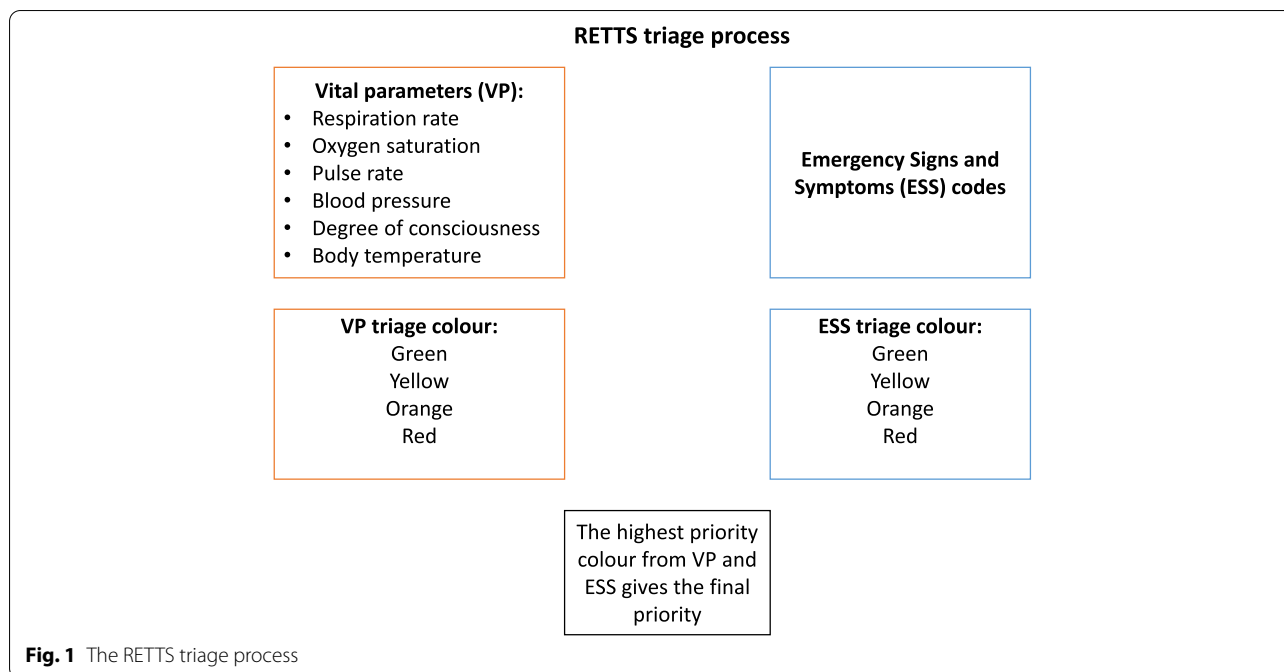 RETTS triage process
Vital parameters (VP):
• Respiration rate
• Oxygen saturation
• Pulse rate
• Blood pressure
• Degree of consciousness
• Body temperature
Emergency Signs and
Symptoms (ESS) codes
VP triage colour:
Green
Yellow
Orange
Red
ESS triage colour:
Green
Yellow
Orange
Red
The highest priority
colour from VP and
ESS gives the final
priority
Fig. 1 The RETTS triage process